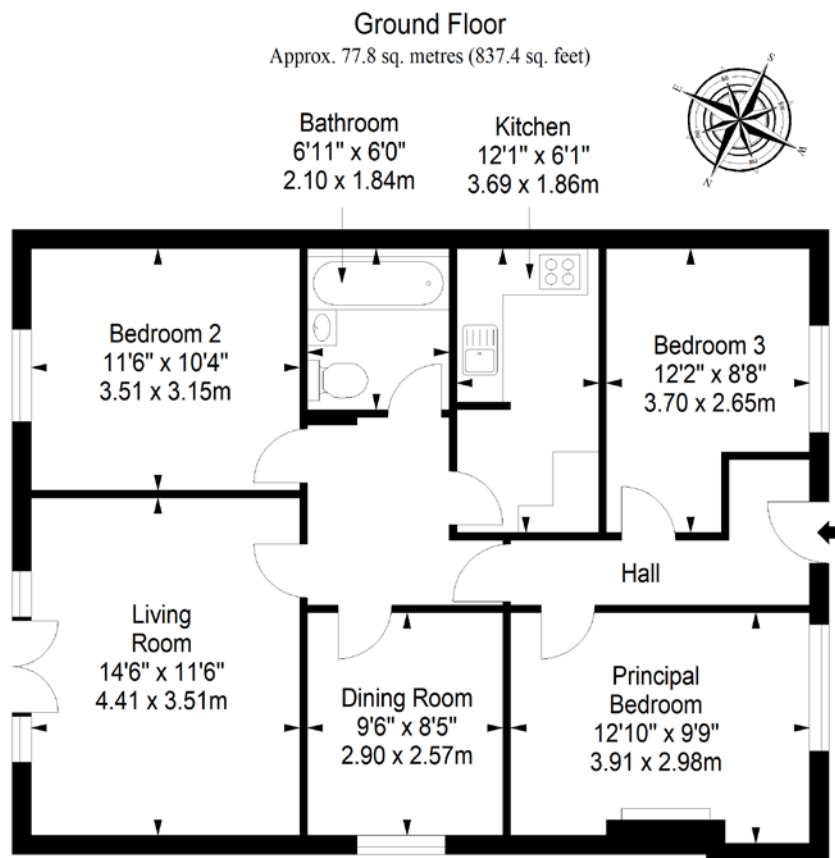 Ground Floor
Approx. 77.8 sq. metres (837.4 sq. feet)
S
E
W
N
Bathroom
6'11" x 6'0"
2.10 x 1.84m
Kitchen
12'1" x 6'1"
3.69 x 1.86m
Bedroom 2
11'6" x 10'4"
3.51 x 3.15m
Bedroom 3
12'2" x 8'8"
3.70 x 2.65m
Hall
Living
Room
14'6" x 11'6"
4.41 x 3.51m
Dining Room
9'6" x 8'5"
2.90 x 2.57m
Principal
Bedroom
12'10" x 9'9"
3.91 x 2.98m